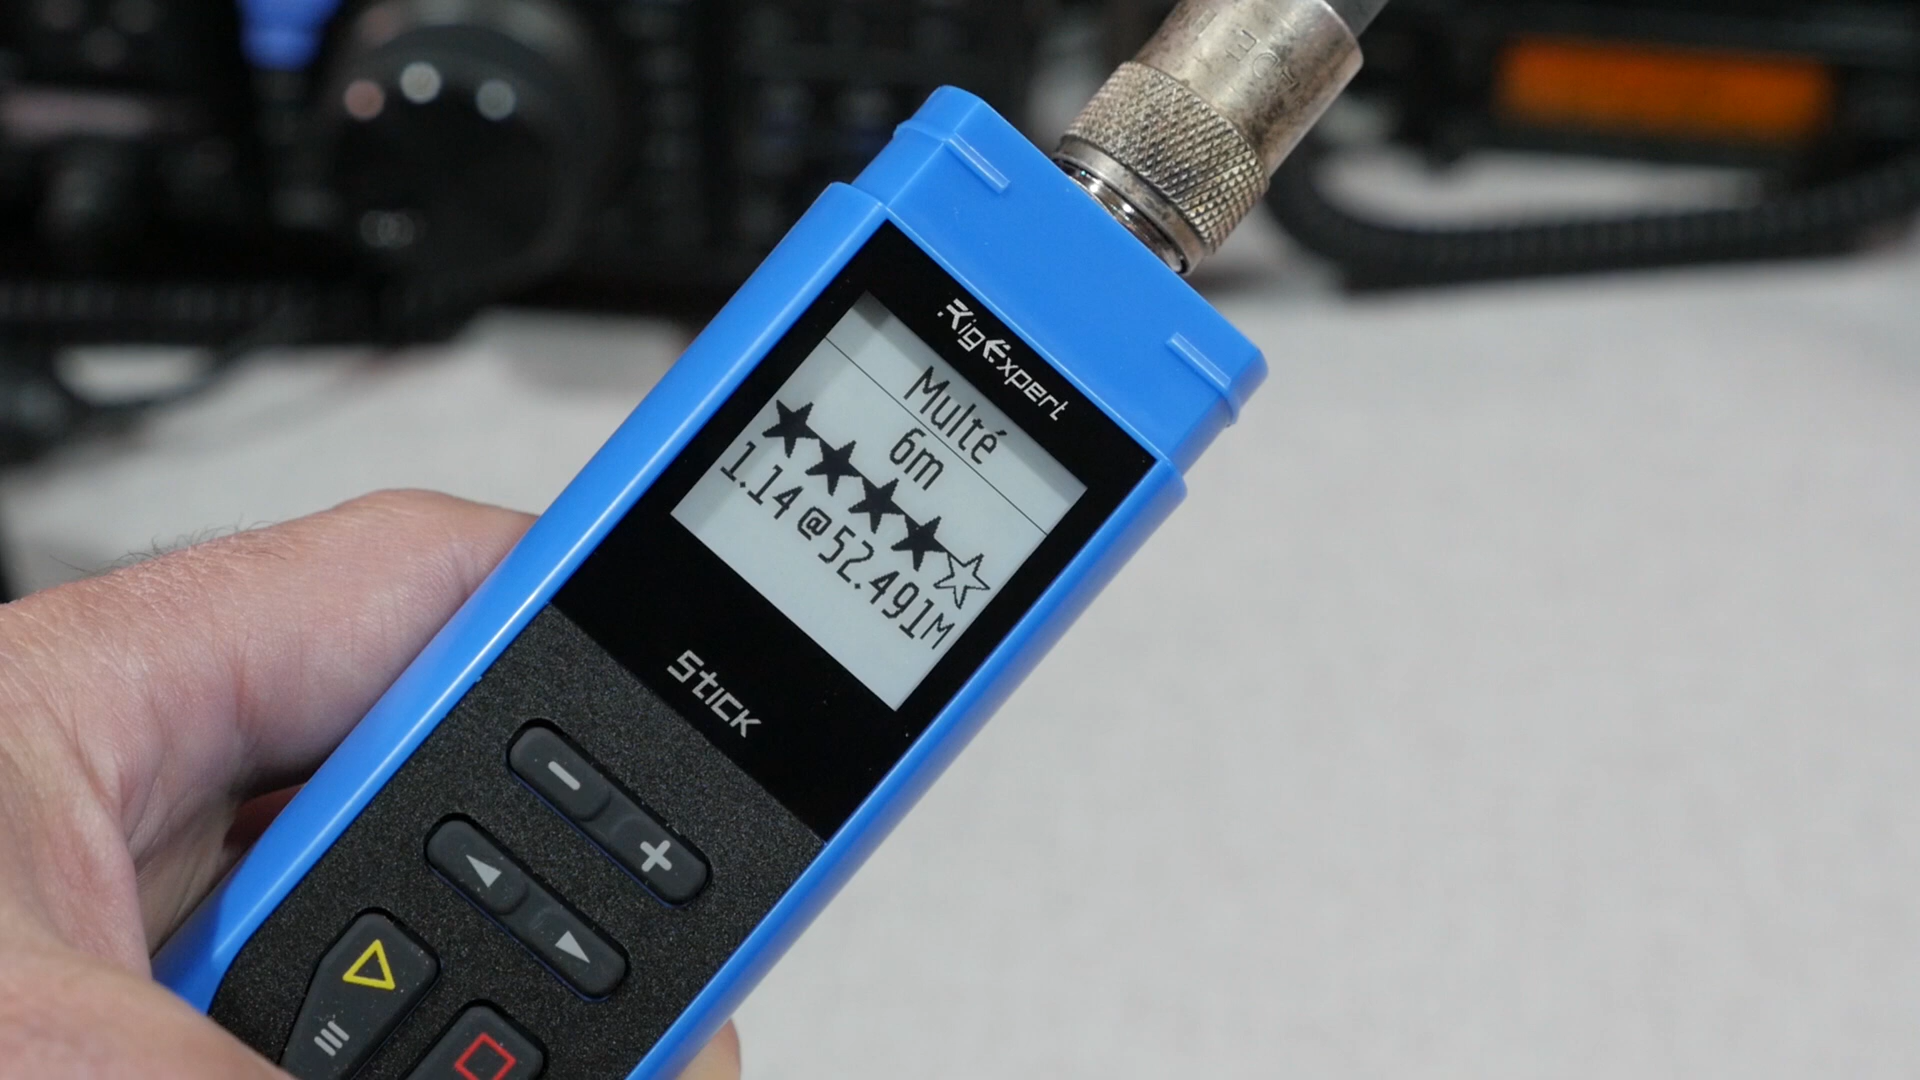 RigExpert
Multé
6m
★★★★☆
1.14@52.491M
Stick
- +